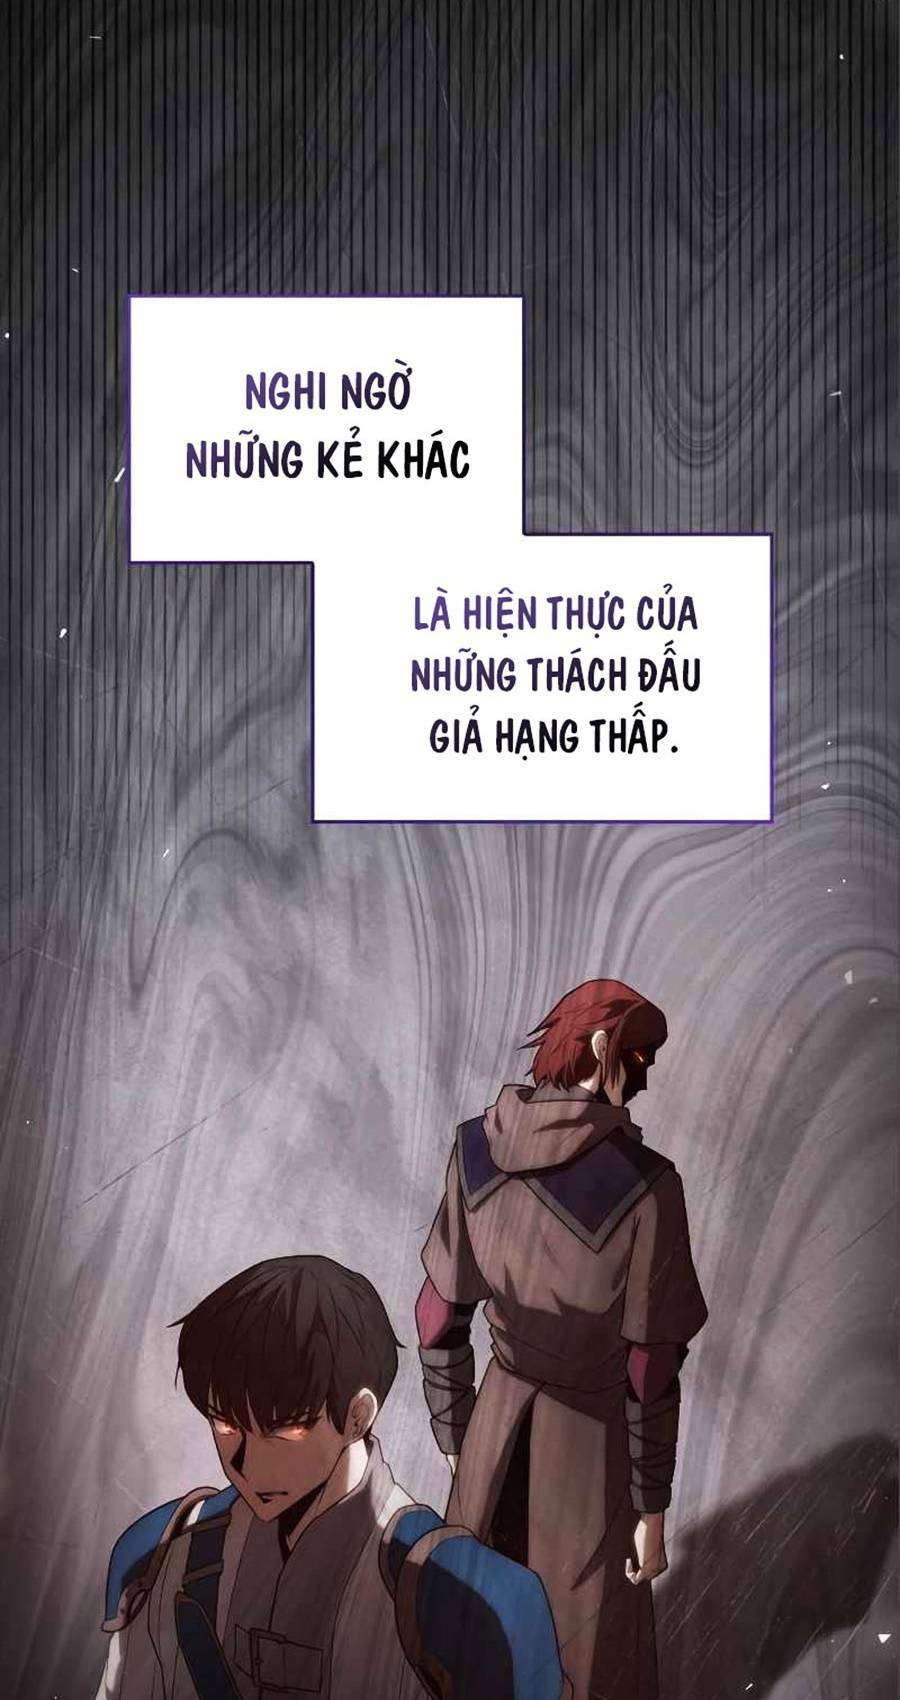 NGHI NGỜ
NHỮNG KẺ KHÁC
LÀ HIỆN THỰC CỦA
NHỮNG THÁCH ĐẤU
GIẢ HẠNG THẤP.